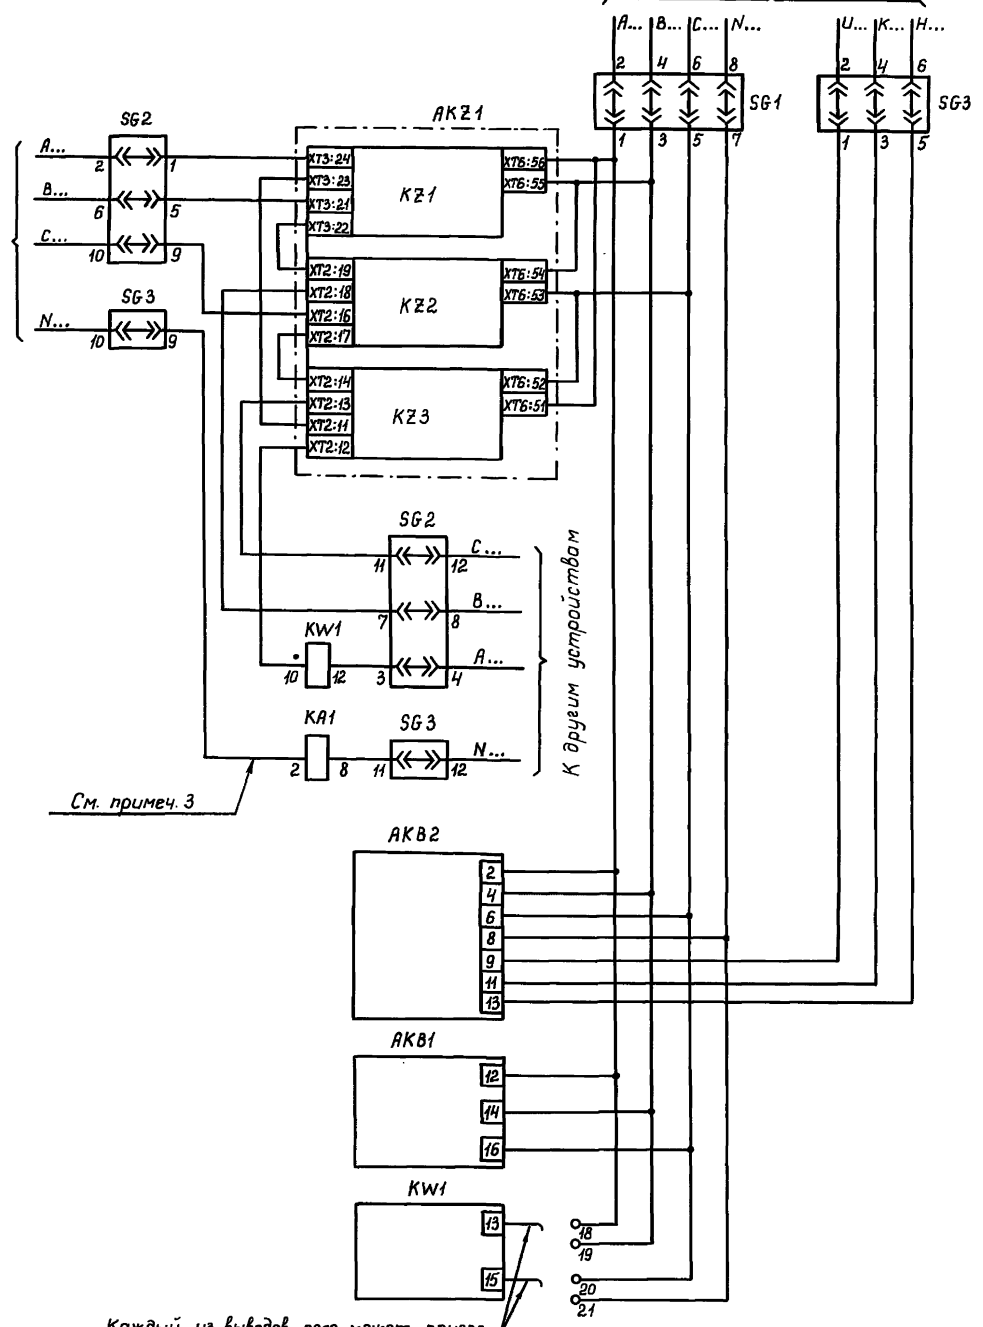 A... B... C... N... U... K... H...
2 4 6 8 2 4 6
SG1 SG3
1 3 5 7 1 3 5
SG2 AKZ1
A... 2 1 XT3:24 XT6:56
XT3:23 XT6:55
KZ1
B... 6 5 XT3:21
XT3:22
C... 10 9
XT2:19 XT6:54
XT2:18 XT6:53
SG3 KZ2
XT2:16
N... 10 9 XT2:17
XT2:14 XT6:52
XT2:13 XT6:51
KZ3
XT2:11
XT2:12
SG2
11 12 C...
7 8 B...
KW1
10 12 3 4 A...
KA1 SG3
2 8 11 12 N...
К другим устройствам
См. примеч. 3
AKB2
2
4
6
8
9
11
13
AKB1
12
14
16
KW1
13 18
19
15 20
21
Каждый из выводов реле может